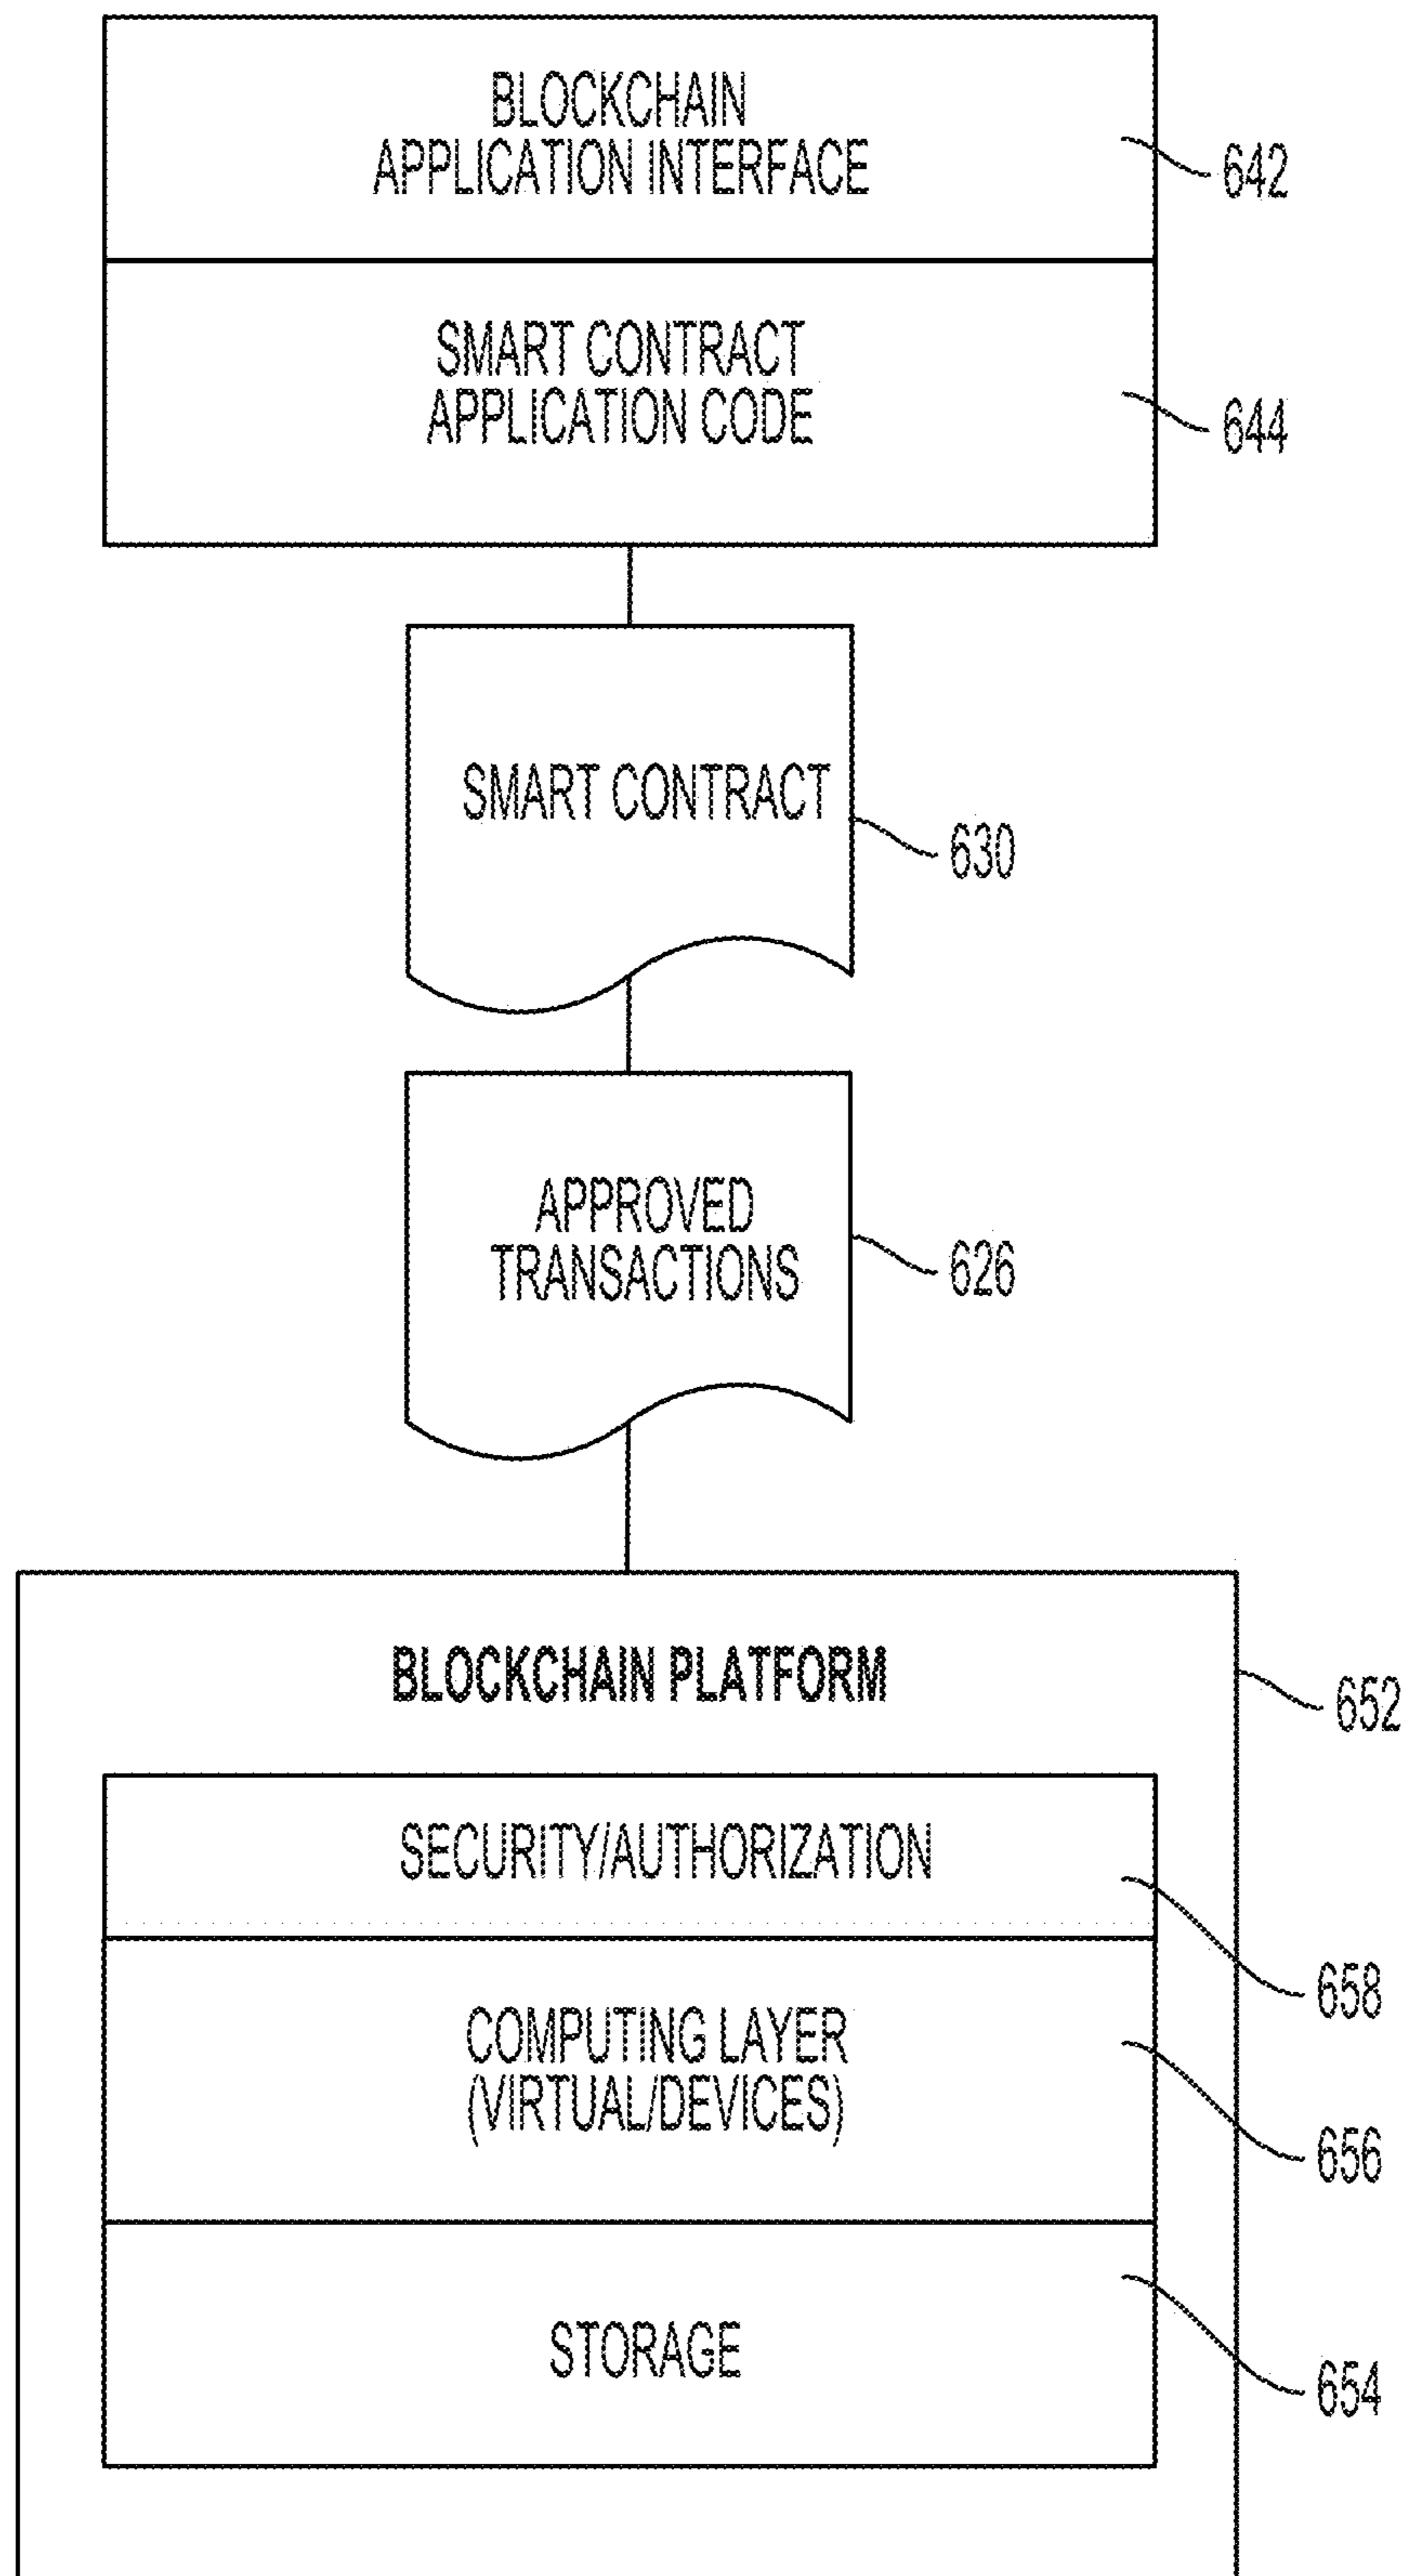 BLOCKCHAIN
APPLICATION INTERFACE
642
SMART CONTRACT
APPLICATION CODE
644
SMART CONTRACT
630
APPROVED
TRANSACTIONS
626
BLOCKCHAIN PLATFORM
652
SECURITY/AUTHORIZATION
658
COMPUTING LAYER
(VIRTUAL/DEVICES)
656
STORAGE
654